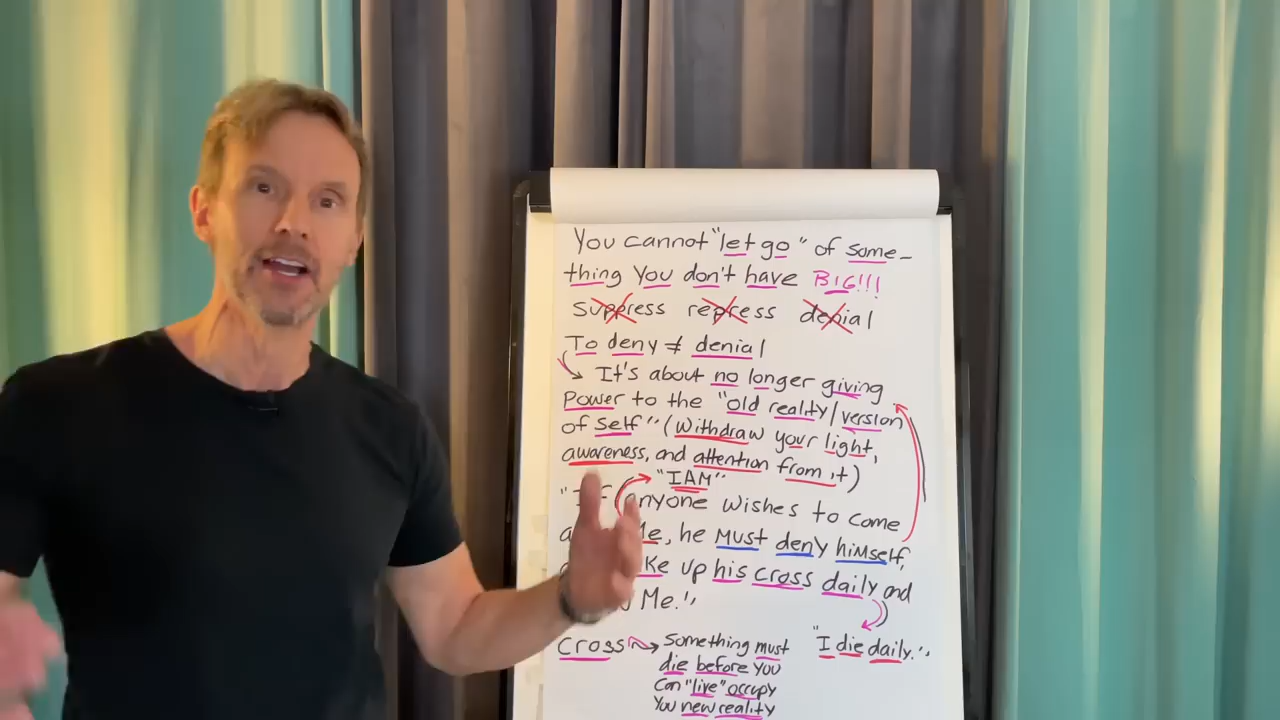 You cannot "let go" of some-
thing You don't have BIG!!!
suppress repress denial
To deny ≠ denial
It's about no longer giving
Power to the "old reality/version
of Self" (Withdraw your light,
awareness, and attention from it)
"IAM"
"If anyone wishes to come
Me, he must deny himself,
up his cross daily and
Me."
Cross Something must
die before you
Can "live" occupy
You new reality
"I die daily."